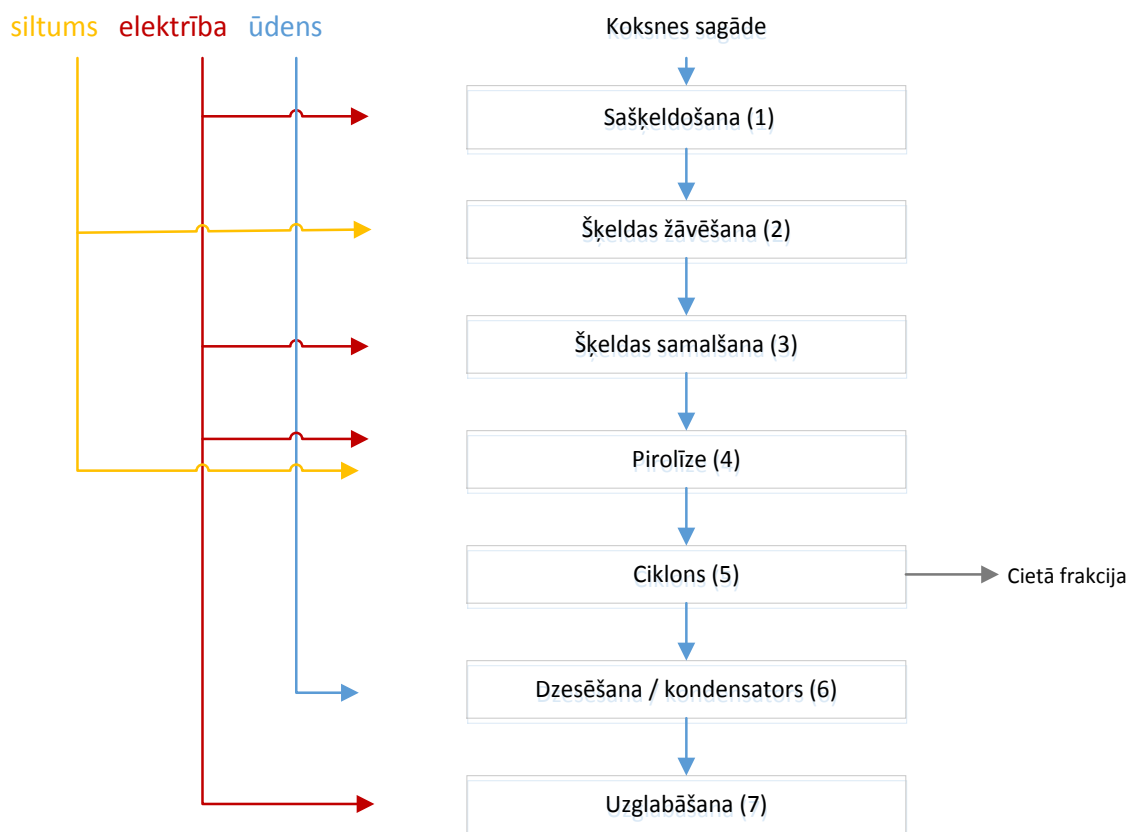 siltums elektrība ūdens
Koksnes sagāde
Sašķeldošana (1)
Šķeldas žāvēšana (2)
Šķeldas samalšana (3)
Pirolīze (4)
Ciklons (5)
Cietā frakcija
Dzesēšana / kondensators (6)
Uzglabāšana (7)